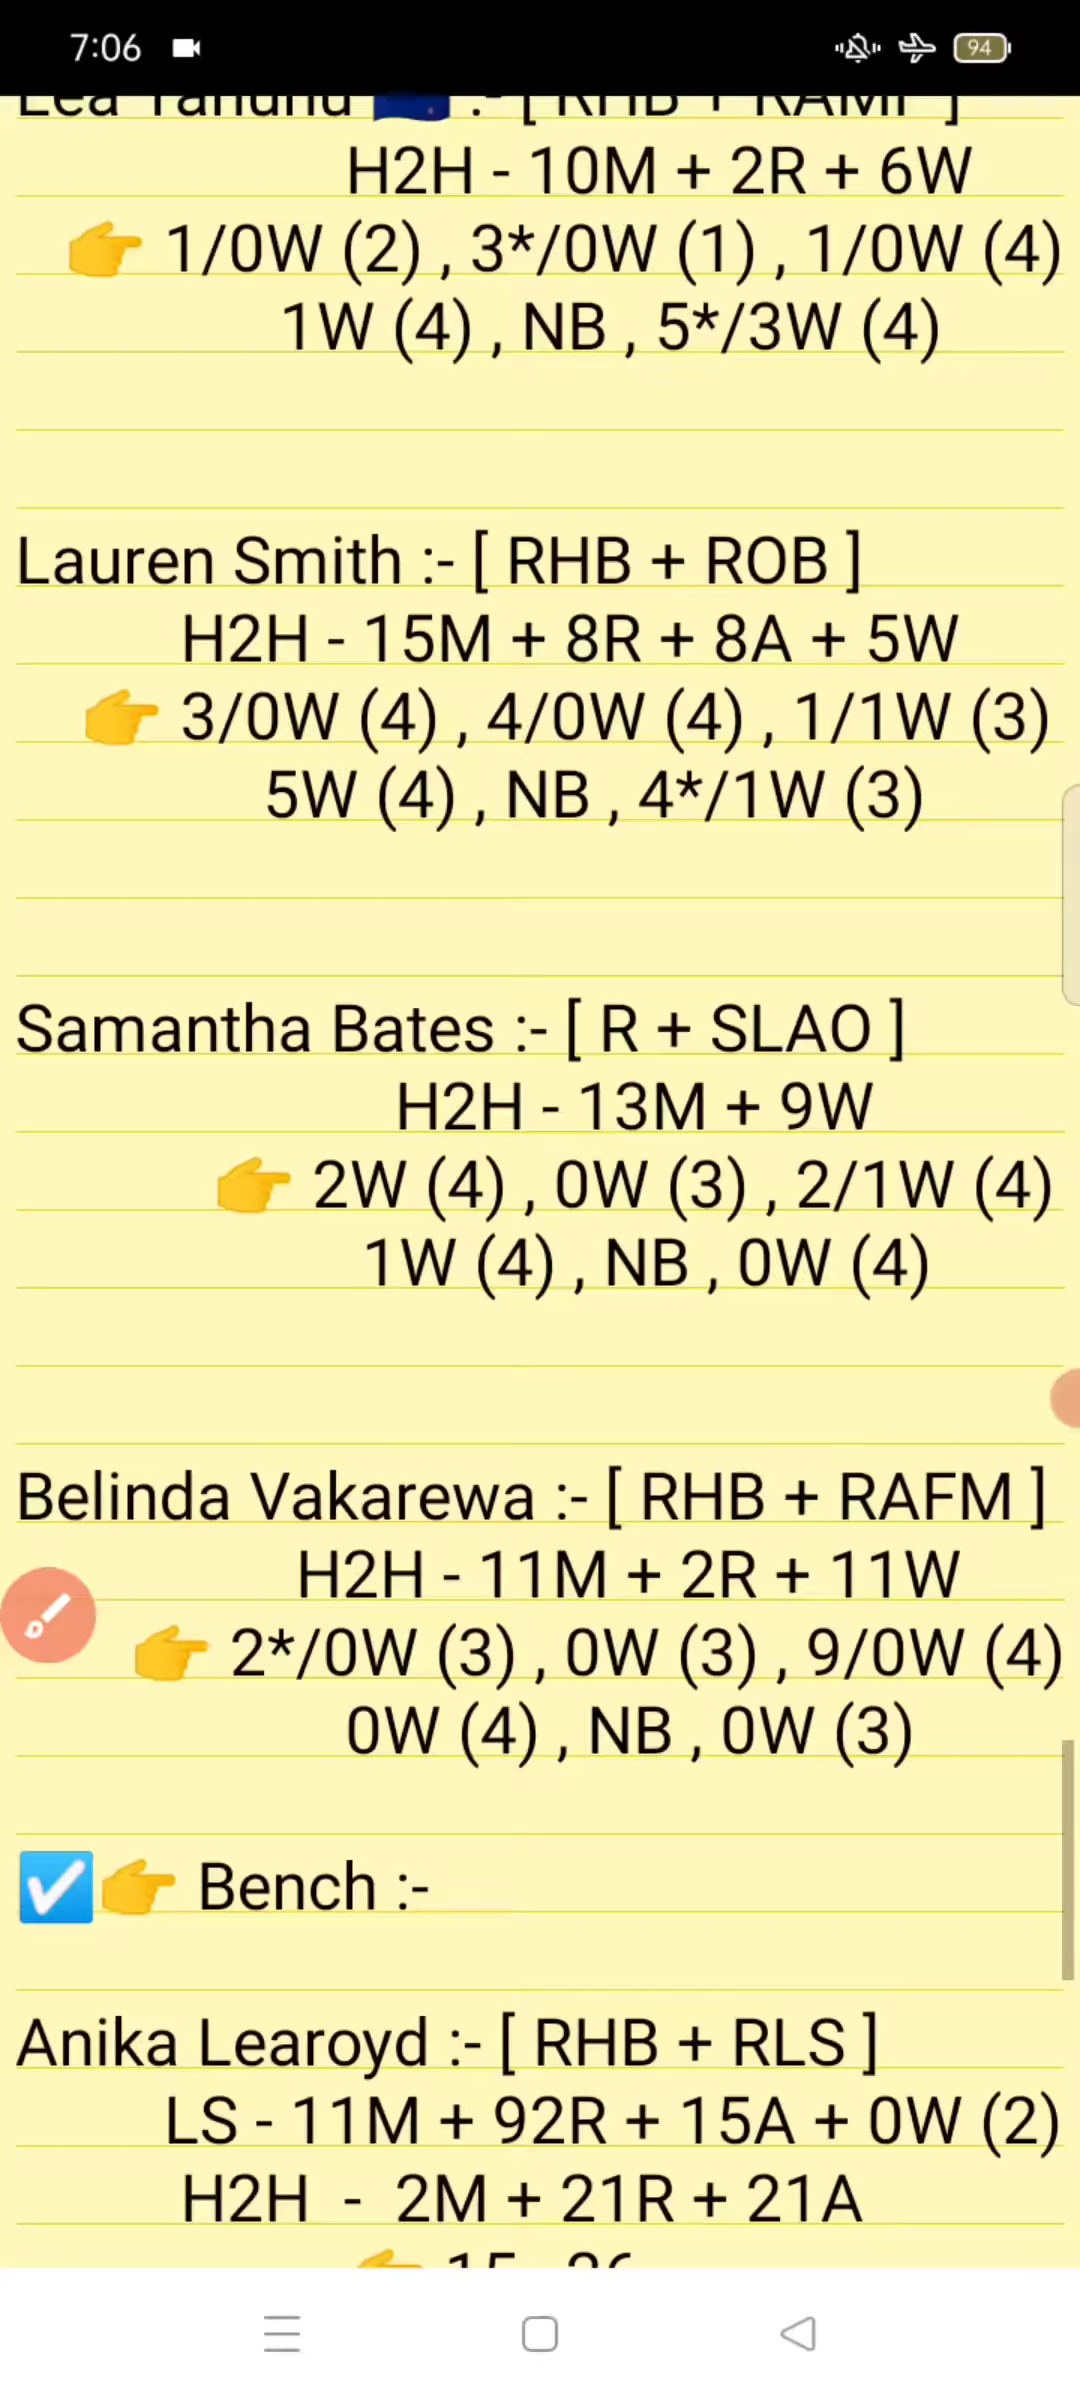 7:06
94
Lea Tahuhu 🇳🇿 :- [ RHB + RAMF ]
H2H - 10M + 2R + 6W
👉 1/0W (2) , 3*/0W (1) , 1/0W (4)
1W (4) , NB , 5*/3W (4)
Lauren Smith :- [ RHB + ROB ]
H2H - 15M + 8R + 8A + 5W
👉 3/0W (4) , 4/0W (4) , 1/1W (3)
5W (4) , NB , 4*/1W (3)
Samantha Bates :- [ R + SLAO ]
H2H - 13M + 9W
👉 2W (4) , 0W (3) , 2/1W (4)
1W (4) , NB , 0W (4)
Belinda Vakarewa :- [ RHB + RAFM ]
H2H - 11M + 2R + 11W
👉 2*/0W (3) , 0W (3) , 9/0W (4)
0W (4) , NB , 0W (3)
☑👉 Bench :-
Anika Learoyd :- [ RHB + RLS ]
LS - 11M + 92R + 15A + 0W (2)
H2H - 2M + 21R + 21A